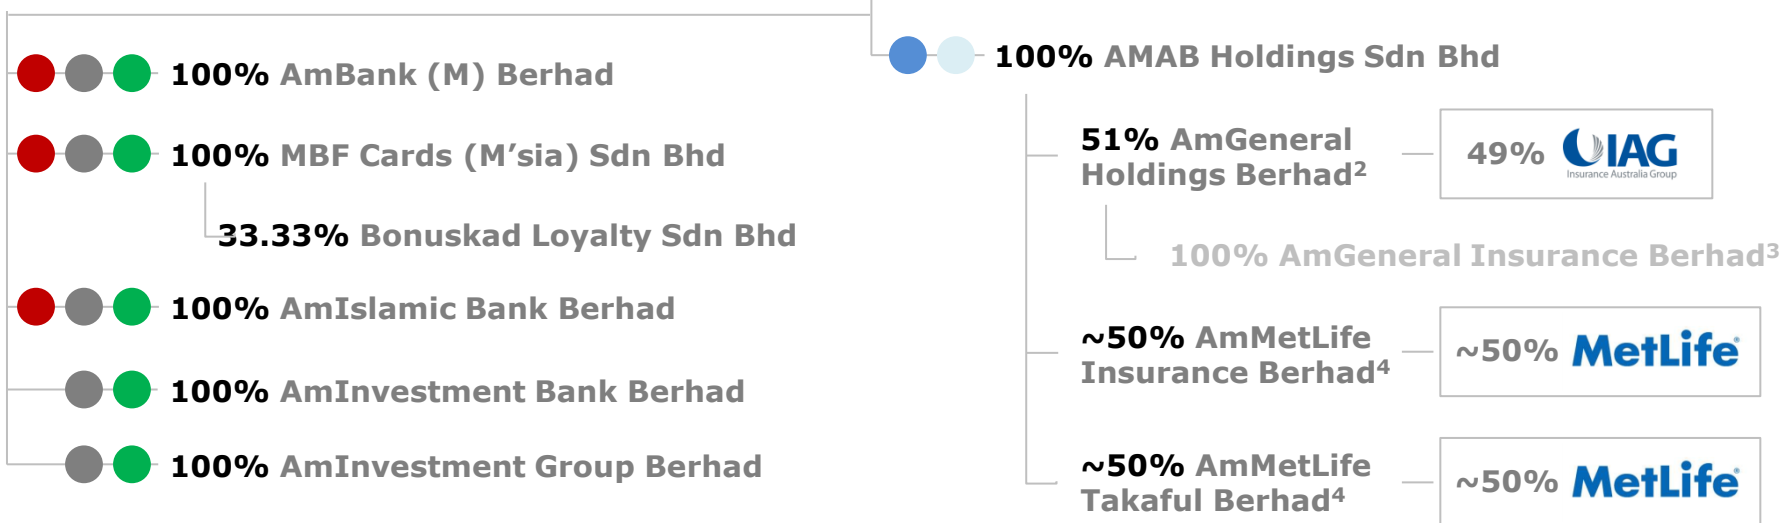 100% AmBank (M) Berhad
100% MBF Cards (M’sia) Sdn Bhd
33.33% Bonuskad Loyalty Sdn Bhd
100% AmIslamic Bank Berhad
100% AmInvestment Bank Berhad
100% AmInvestment Group Berhad
100% AMAB Holdings Sdn Bhd
51% AmGeneral
Holdings Berhad²
49% IAG
Insurance Australia Group
100% AmGeneral Insurance Berhad³
~50% AmMetLife
Insurance Berhad⁴
~50% MetLife
~50% AmMetLife
Takaful Berhad⁴
~50% MetLife